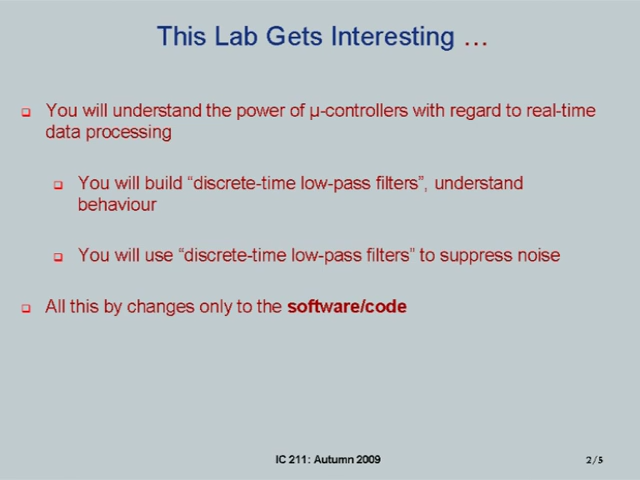 This Lab Gets Interesting …
You will understand the power of µ-controllers with regard to real-time
data processing
You will build “discrete-time low-pass filters”, understand
behaviour
You will use “discrete-time low-pass filters” to suppress noise
All this by changes only to the software/code
IC 211: Autumn 2009
2/5